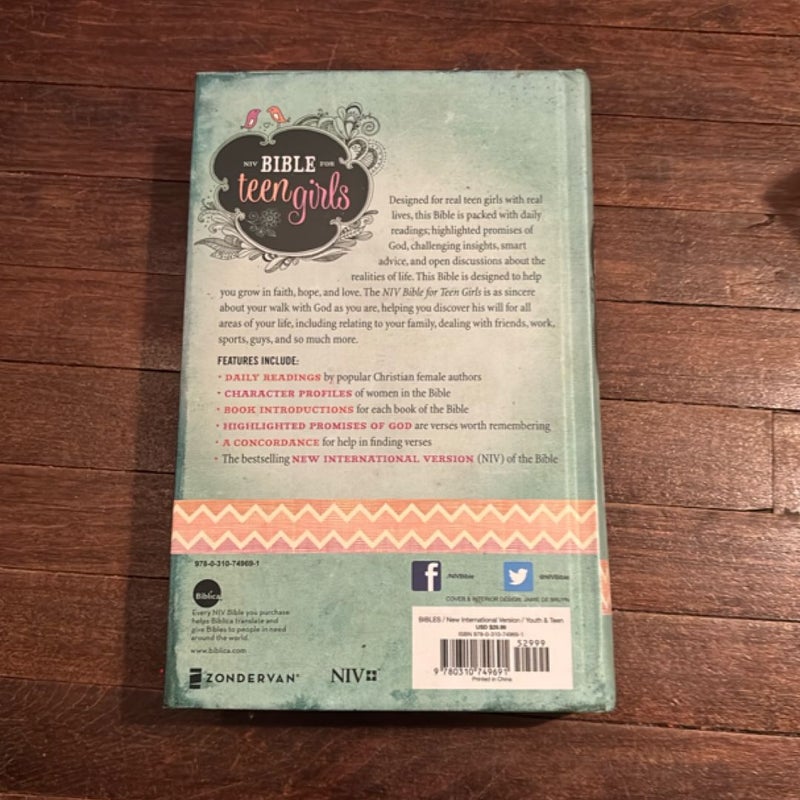 NIV BIBLE FOR
teen girls
Designed for real teen girls with real
lives, this Bible is packed with daily
readings, highlighted promises of
God, challenging insights, smart
advice, and open discussions about the
realities of life. This Bible is designed to help
you grow in faith, hope, and love. The NIV Bible for Teen Girls is as sincere
about your walk with God as you are, helping you discover his will for all
areas of your life, including relating to your family, dealing with friends, work,
sports, guys, and so much more.
FEATURES INCLUDE:
• DAILY READINGS by popular Christian female authors
• CHARACTER PROFILES of women in the Bible
• BOOK INTRODUCTIONS for each book of the Bible
• HIGHLIGHTED PROMISES OF GOD are verses worth remembering
• A CONCORDANCE for help in finding verses
• The bestselling NEW INTERNATIONAL VERSION (NIV) of the Bible
978-0-310-74969-1
f /NIVBible @NIVBible
COVER & INTERIOR DESIGN: JAMIE DE BRUYN
Biblica
Every NIV Bible you purchase
helps Biblica translate and
give Bibles to people in need
around the world.
www.biblica.com
ZONDERVAN® NIV
BIBLES / New International Version / Youth & Teen
USD $29.99
ISBN 978-0-310-74969-1
52999
9 780310 749691
Printed in China